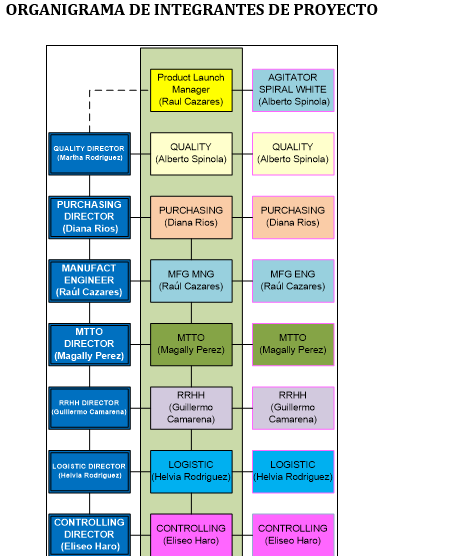 ORGANIGRAMA DE INTEGRANTES DE PROYECTO
Product Launch
Manager
(Raul Cazares)
AGITATOR
SPIRAL WHITE
(Alberto Spinola)
QUALITY DIRECTOR
(Martha Rodriguez)
QUALITY
(Alberto Spinola)
QUALITY
(Alberto Spinola)
PURCHASING
DIRECTOR
(Diana Rios)
PURCHASING
(Diana Rios)
PURCHASING
(Diana Rios)
MANUFACT
ENGINEER
(Raúl Cazares)
MFG MNG
(Raúl Cazares)
MFG ENG
(Raúl Cazares)
MTTO
DIRECTOR
(Magally Perez)
MTTO
(Magally Perez)
MTTO
(Magally Perez)
RRHH DIRECTOR
(Guillermo Camarena)
RRHH
(Guillermo
Camarena)
RRHH
(Guillermo
Camarena)
LOGISTIC DIRECTOR
(Helvia Rodriguez)
LOGISTIC
(Helvia Rodriguez)
LOGISTIC
(Helvia Rodriguez)
CONTROLLING
DIRECTOR
(Eliseo Haro)
CONTROLLING
(Eliseo Haro)
CONTROLLING
(Eliseo Haro)